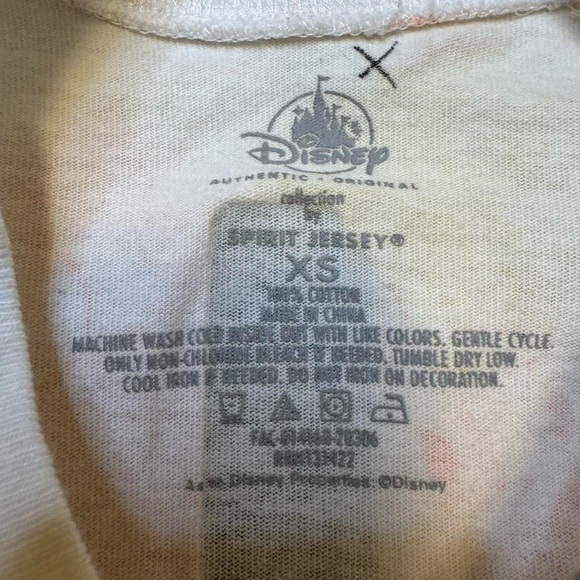 X
Disney
AUTHENTIC • ORIGINAL
collection
by
SPIRIT JERSEY®
XS
100% COTTON
MADE IN CHINA
MACHINE WASH COLD INSIDE OUT WITH LIKE COLORS. GENTLE CYCLE.
ONLY NON-CHLORINE BLEACH IF NEEDED. TUMBLE DRY LOW.
COOL IRON IF NEEDED. DO NOT IRON ON DECORATION.
As to Disney Properties: ©Disney